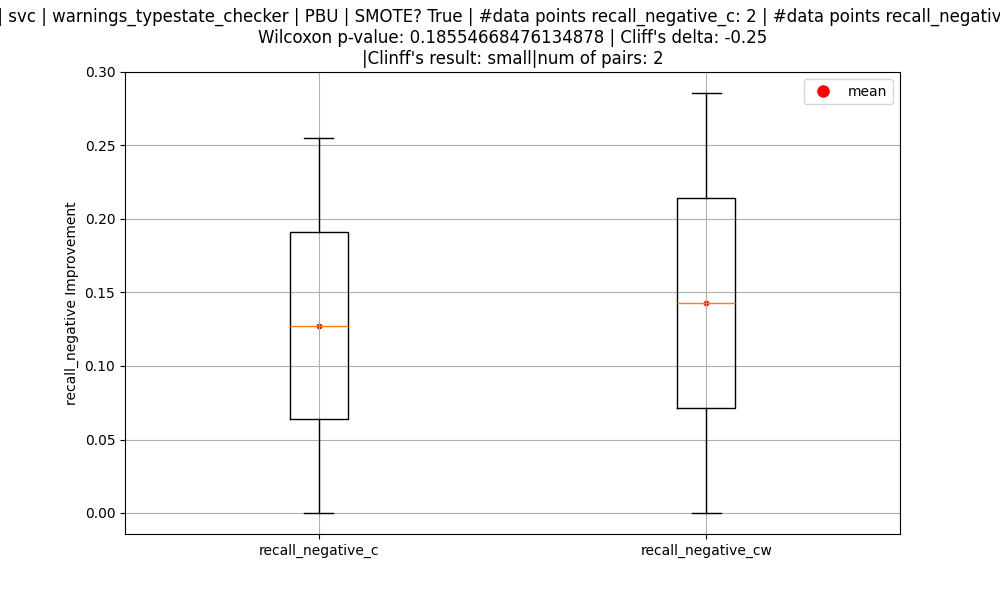 | svc | warnings_typestate_checker | PBU | SMOTE? True | #data points recall_negative_c: 2 | #data points
Wilcoxon p-value: 0.18554668476134878 | Cliff's delta: -0.25
|Clinff's result: small|num of pairs: 2
0.30
mean
0.25
0.20
0.15
0.10
0.05
0.00
recall_negative Improvement
recall_negative_c
recall_negative_cw